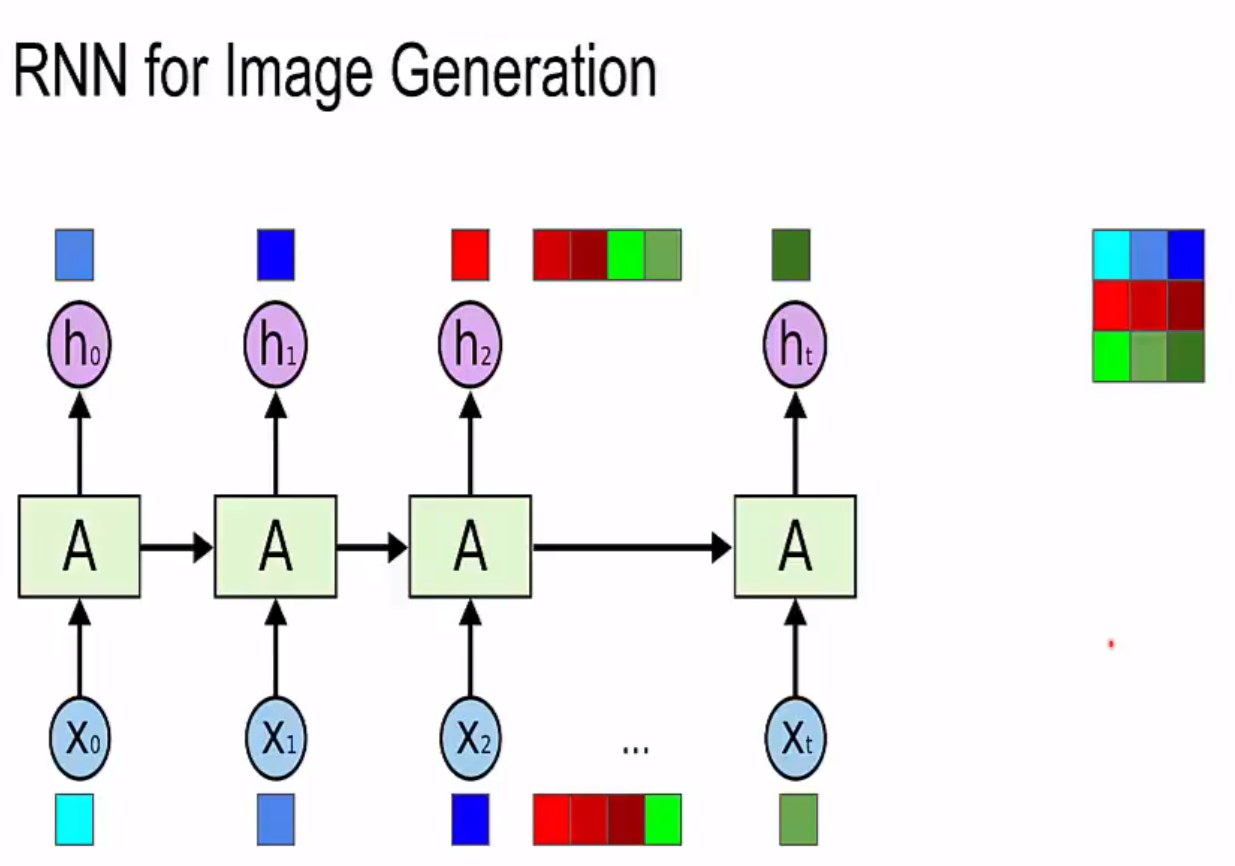 RNN for Image Generation
h0 h1 h2 ht
A A A A
X0 X1 X2 ... Xt